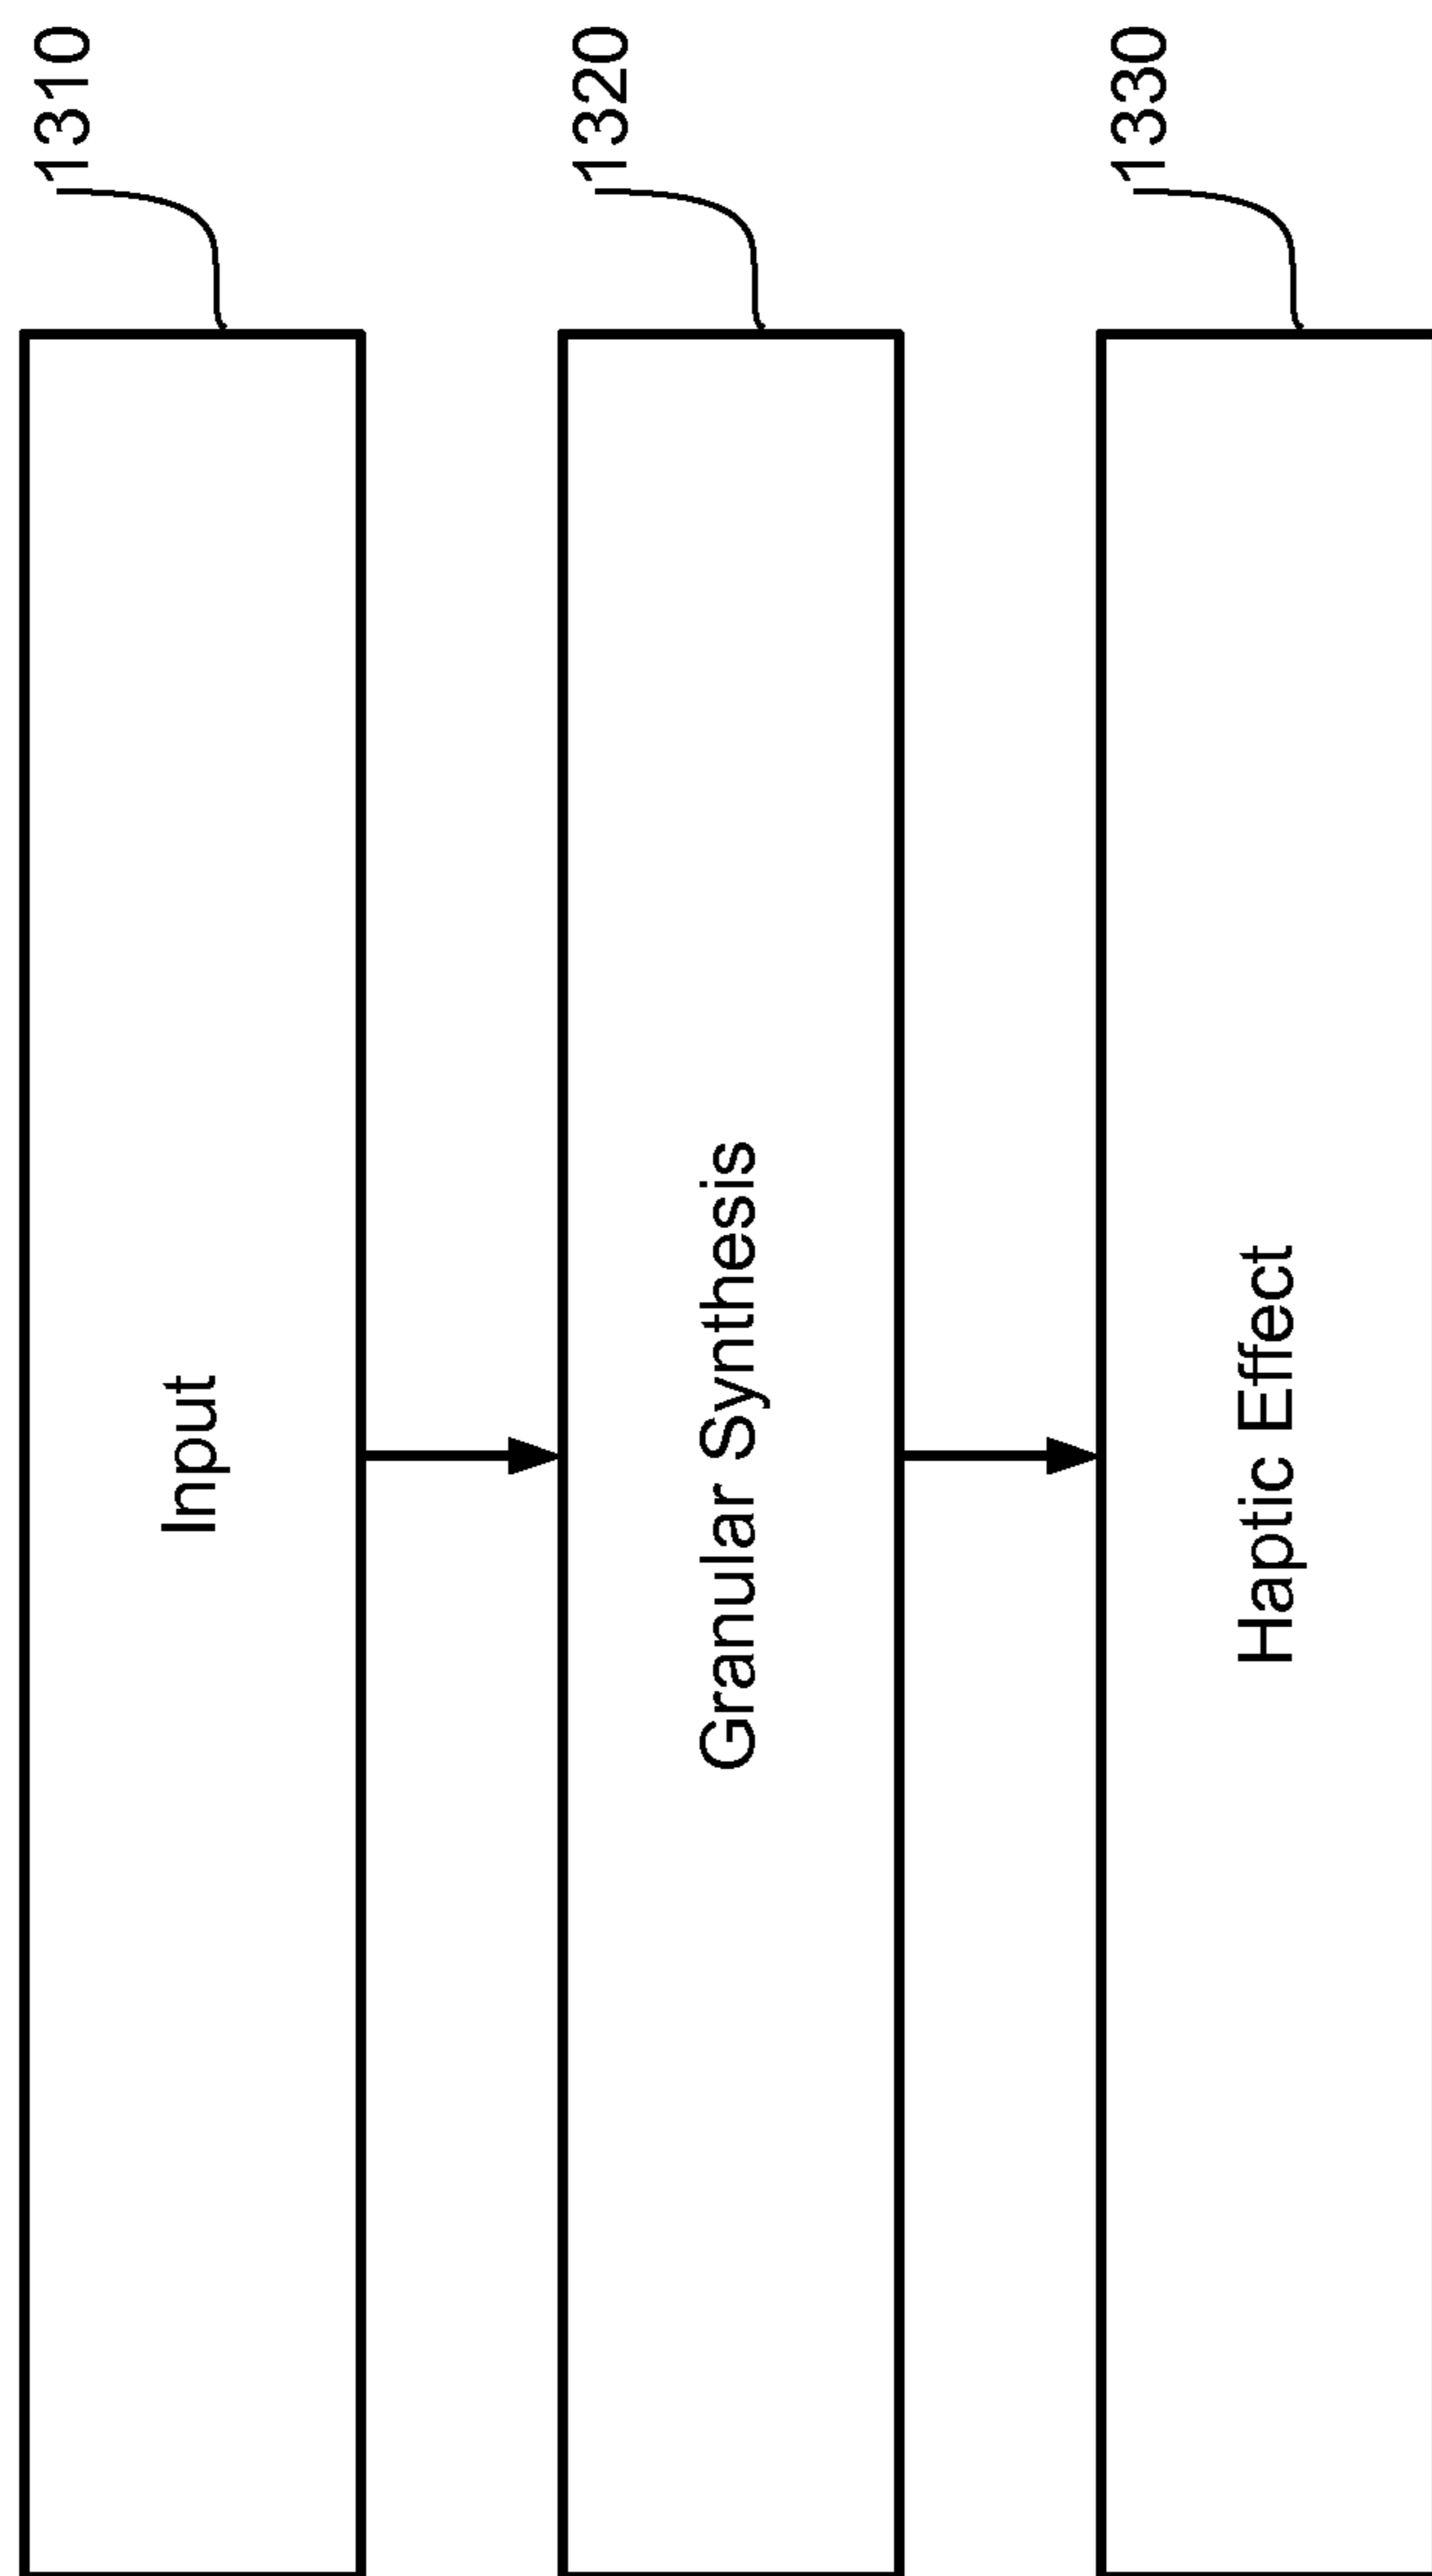 1310
Input
1320
Granular Synthesis
1330
Haptic Effect